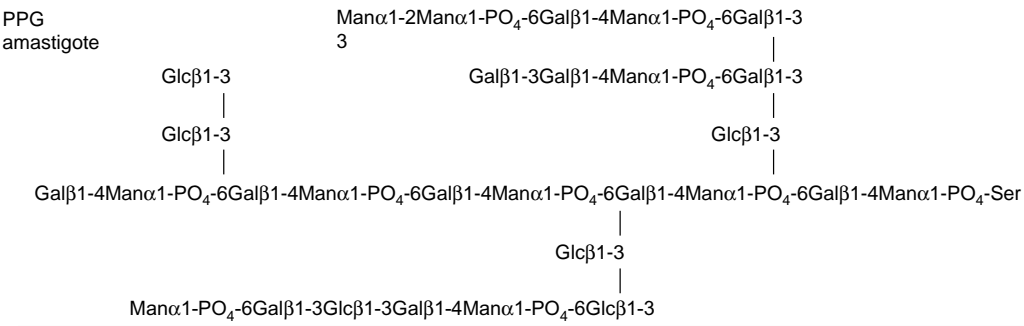 PPG
amastigote
Manα1-2Manα1-PO₄-6Galβ1-4Manα1-PO₄-6Galβ1-3
3
Glcβ1-3
Galβ1-3Galβ1-4Manα1-PO₄-6Galβ1-3
Glcβ1-3
Glcβ1-3
Galβ1-4Manα1-PO₄-6Galβ1-4Manα1-PO₄-6Galβ1-4Manα1-PO₄-6Galβ1-4Manα1-PO₄-6Galβ1-4Manα1-PO₄-Ser
Glcβ1-3
Manα1-PO₄-6Galβ1-3Glcβ1-3Galβ1-4Manα1-PO₄-6Glcβ1-3